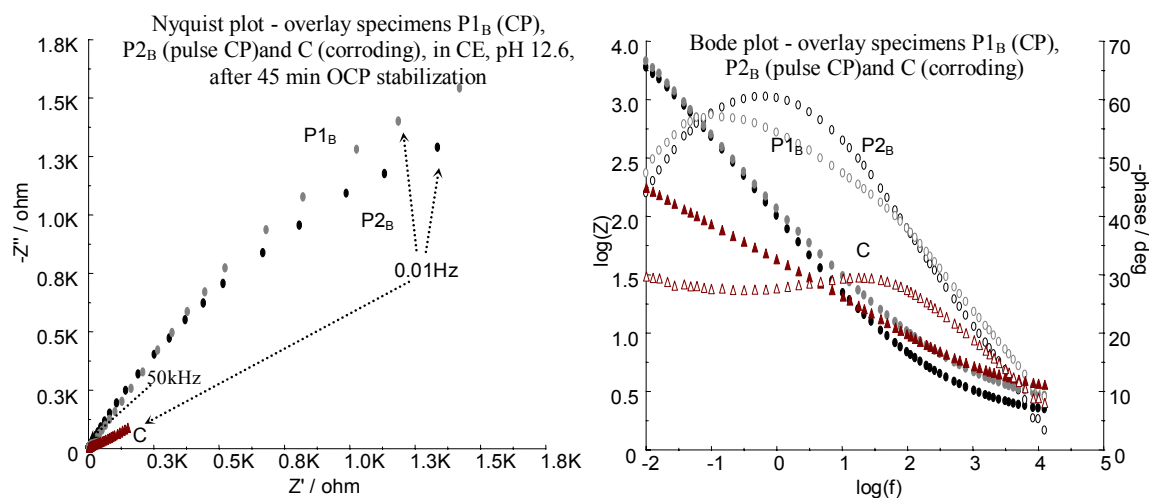 Nyquist plot - overlay specimens P1B (CP),
P2B (pulse CP)and C (corroding), in CE, pH 12.6,
after 45 min OCP stabilization
1.8K
1.5K
1.3K
1.0K
0.8K
0.5K
0.3K
0
-Z'' / ohm
P1B
P2B
0.01Hz
50kHz
C
0 0.3K 0.5K 0.8K 1.0K 1.3K 1.5K 1.8K
Z' / ohm
Bode plot - overlay specimens P1B (CP),
P2B (pulse CP)and C (corroding)
4.0
3.0
2.5
2.0
1.5
1.0
0.5
0.0
log(Z)
P1B
P2B
C
70
60
50
40
30
20
10
0
-phase / deg
-2 -1 0 1 2 3 4 5
log(f)